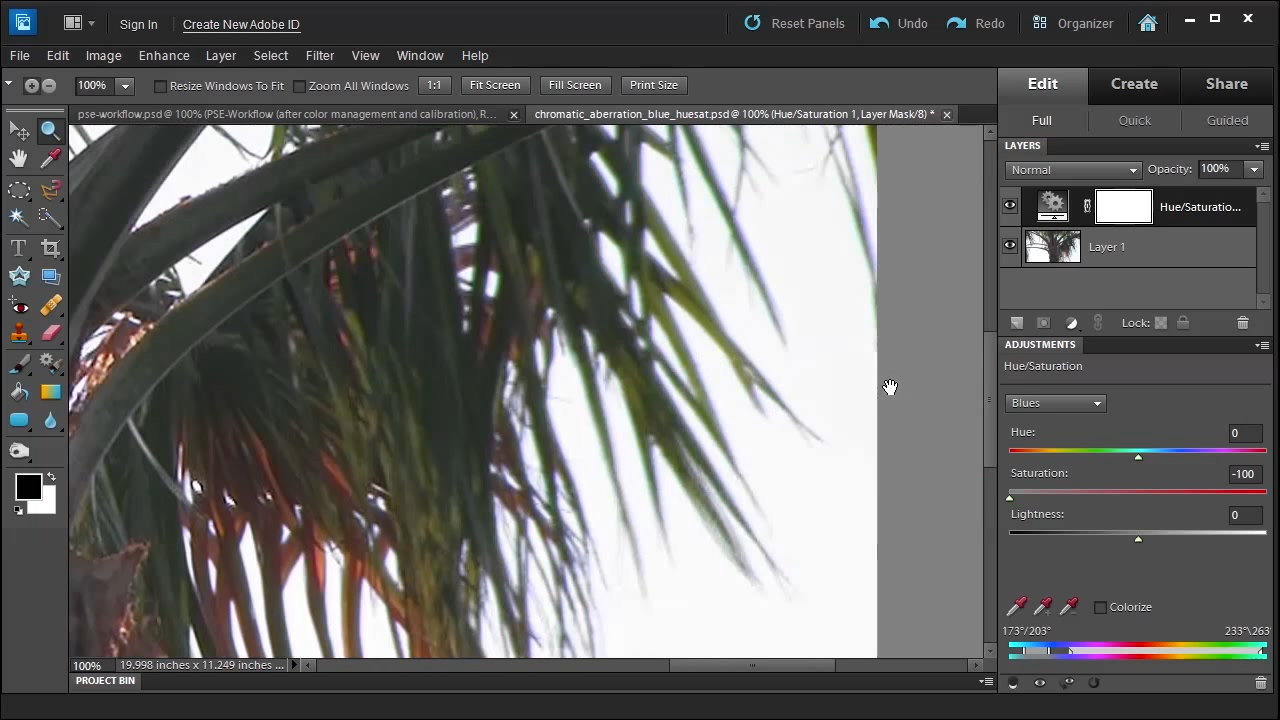 Sign In
Create New Adobe ID
Reset Panels
Undo
Redo
Organizer
File Edit Image Enhance Layer Select Filter View Window Help
100%
Resize Windows To Fit
Zoom All Windows
1:1
Fit Screen
Fill Screen
Print Size
Edit
Create
Share
pse-workflow.psd @ 100% (PSE-Workflow (after color management and calibration), R...
chromatic_aberration_blue_huesat.psd @ 100% (Hue/Saturation 1, Layer Mask/8) *
Full
Quick
Guided
LAYERS
Normal
Opacity: 100%
Hue/Saturatio...
Layer 1
Lock:
ADJUSTMENTS
Hue/Saturation
Blues
Hue: 0
Saturation: -100
Lightness: 0
Colorize
173°/203°
233°\263
100%
19.998 inches x 11.249 inches ...
PROJECT BIN